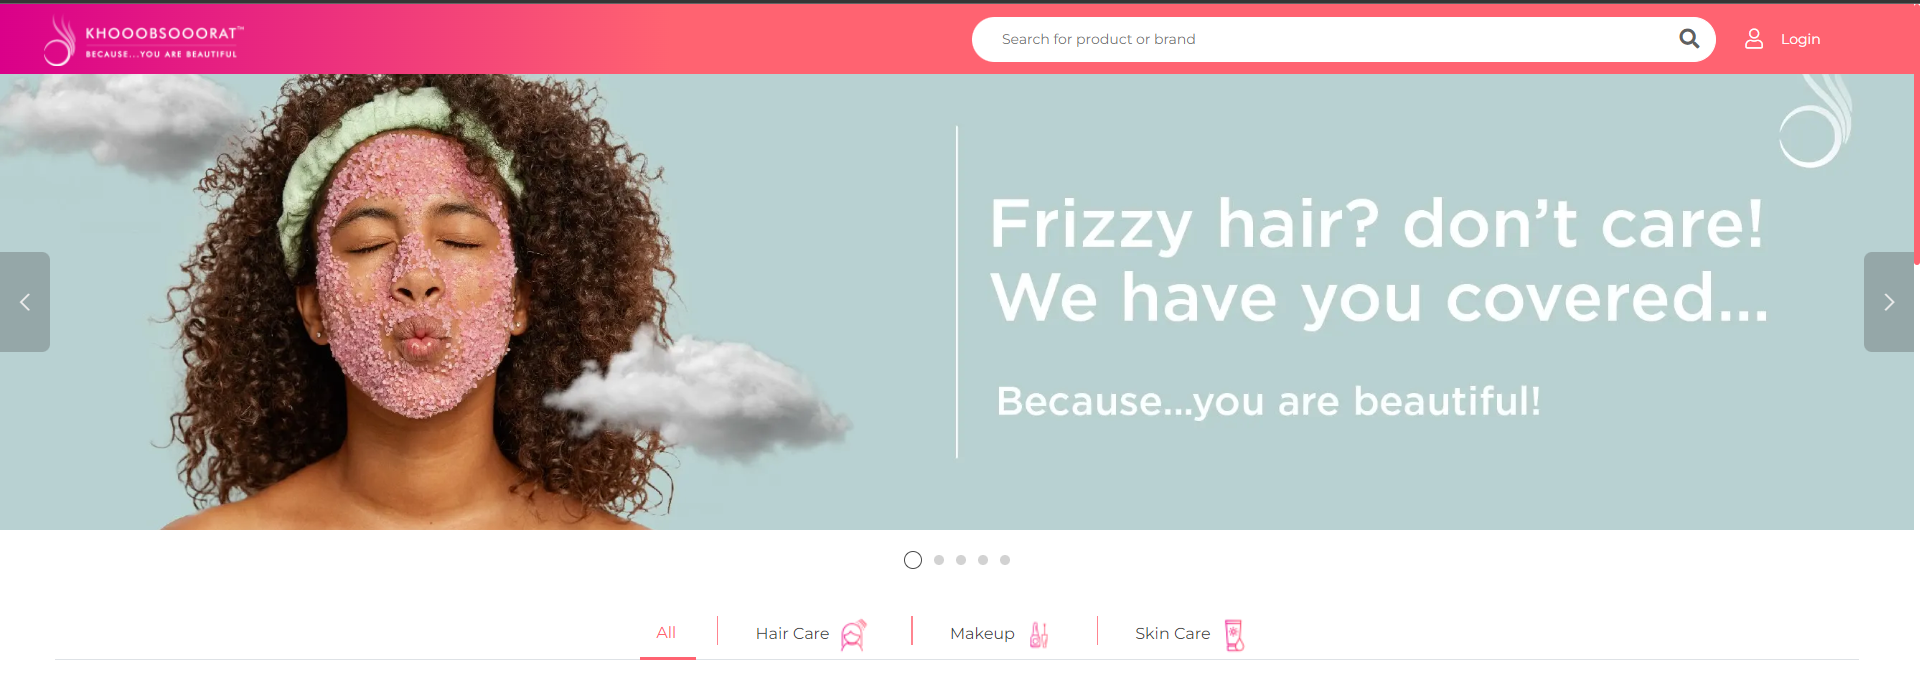 KHOOOBSOOORAT™
BECAUSE...YOU ARE BEAUTIFUL
Search for product or brand
Login
Frizzy hair? don’t care!
We have you covered...
Because...you are beautiful!
All
Hair Care
Makeup
Skin Care